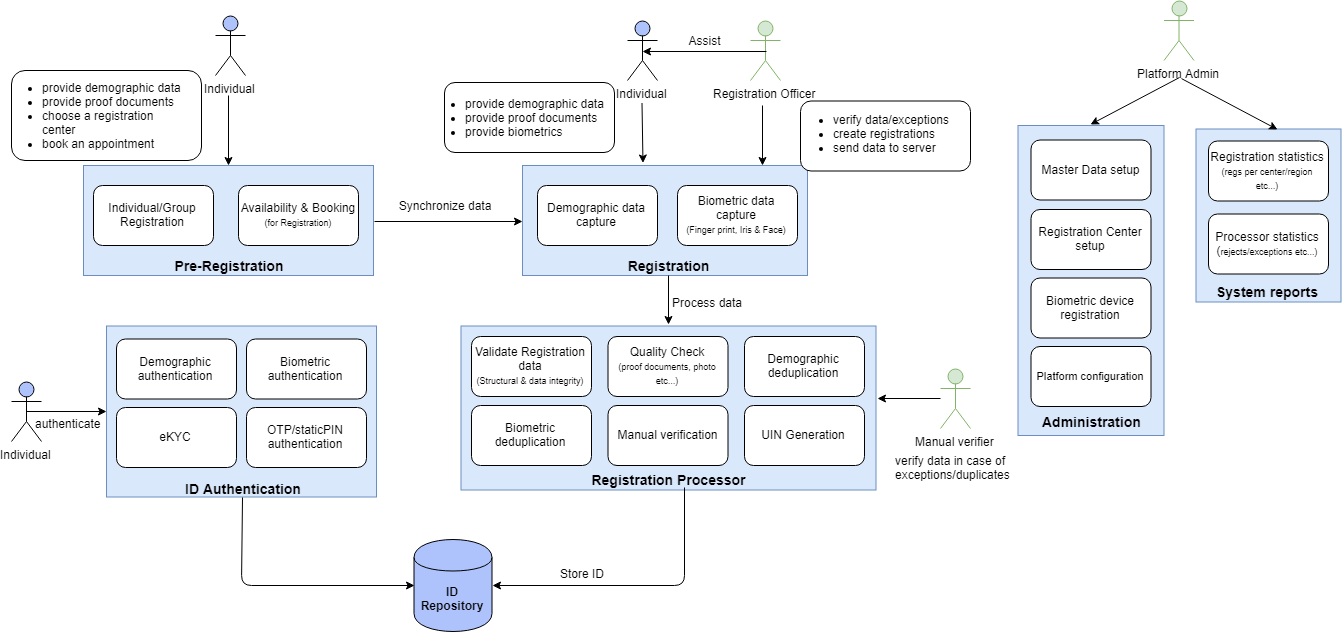 Individual
provide demographic data
provide proof documents
choose a registration
center
book an appointment
Individual/Group
Registration
Availability & Booking
(for Registration)
Pre-Registration
Synchronize data
Assist
Individual
Registration Officer
provide demographic data
provide proof documents
provide biometrics
verify data/exceptions
create registrations
send data to server
Demographic data
capture
Biometric data
capture
(Finger print, Iris & Face)
Registration
Process data
Platform Admin
Master Data setup
Registration Center
setup
Biometric device
registration
Platform configuration
Administration
Registration statistics
(regs per center/region
etc...)
Processor statistics
(rejects/exceptions etc...)
System reports
Individual
authenticate
Demographic
authentication
Biometric
authentication
eKYC
OTP/staticPIN
authentication
ID Authentication
Validate Registration
data
(Structural & data integrity)
Quality Check
(proof documents, photo
etc...)
Demographic
deduplication
Biometric
deduplication
Manual verification
UIN Generation
Registration Processor
Manual verifier
verify data in case of
exceptions/duplicates
Store ID
ID
Repository